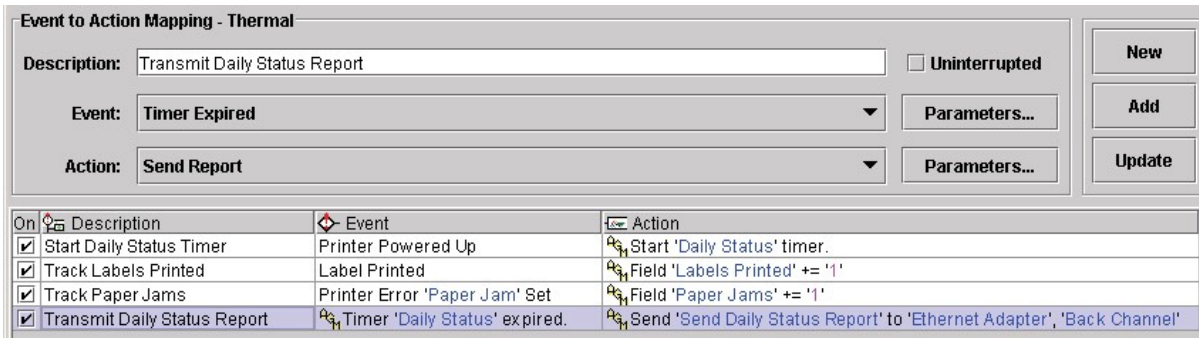 Event to Action Mapping - Thermal
Description: Transmit Daily Status Report Uninterrupted
Event: Timer Expired Parameters...
Action: Send Report Parameters...
New
Add
Update
On Description Event Action
Start Daily Status Timer Printer Powered Up Start 'Daily Status' timer.
Track Labels Printed Label Printed Field 'Labels Printed' += '1'
Track Paper Jams Printer Error 'Paper Jam' Set Field 'Paper Jams' += '1'
Transmit Daily Status Report Timer 'Daily Status' expired. Send 'Send Daily Status Report' to 'Ethernet Adapter', 'Back Channel'